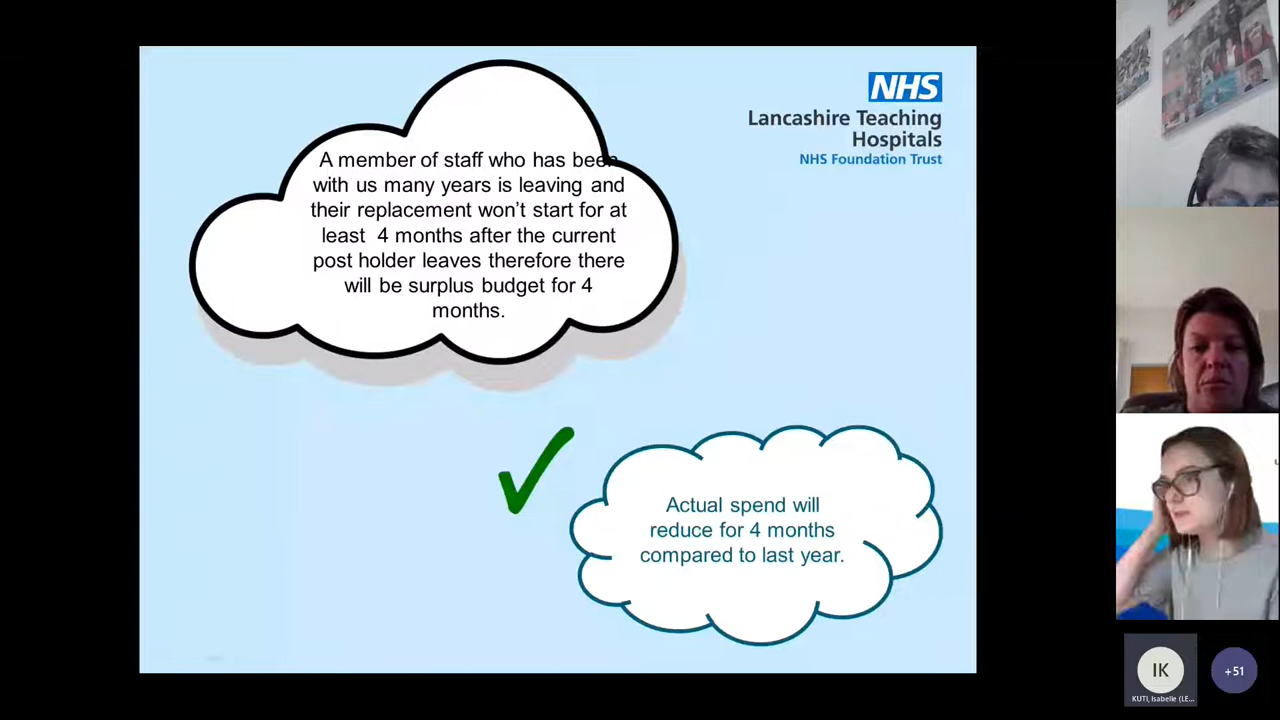 NHS
Lancashire Teaching
Hospitals
NHS Foundation Trust
A member of staff who has been
with us many years is leaving and
their replacement won't start for at
least 4 months after the current
post holder leaves therefore there
will be surplus budget for 4
months.
Actual spend will
reduce for 4 months
compared to last year.
IK
+51
KUTI, Isabelle (LE...